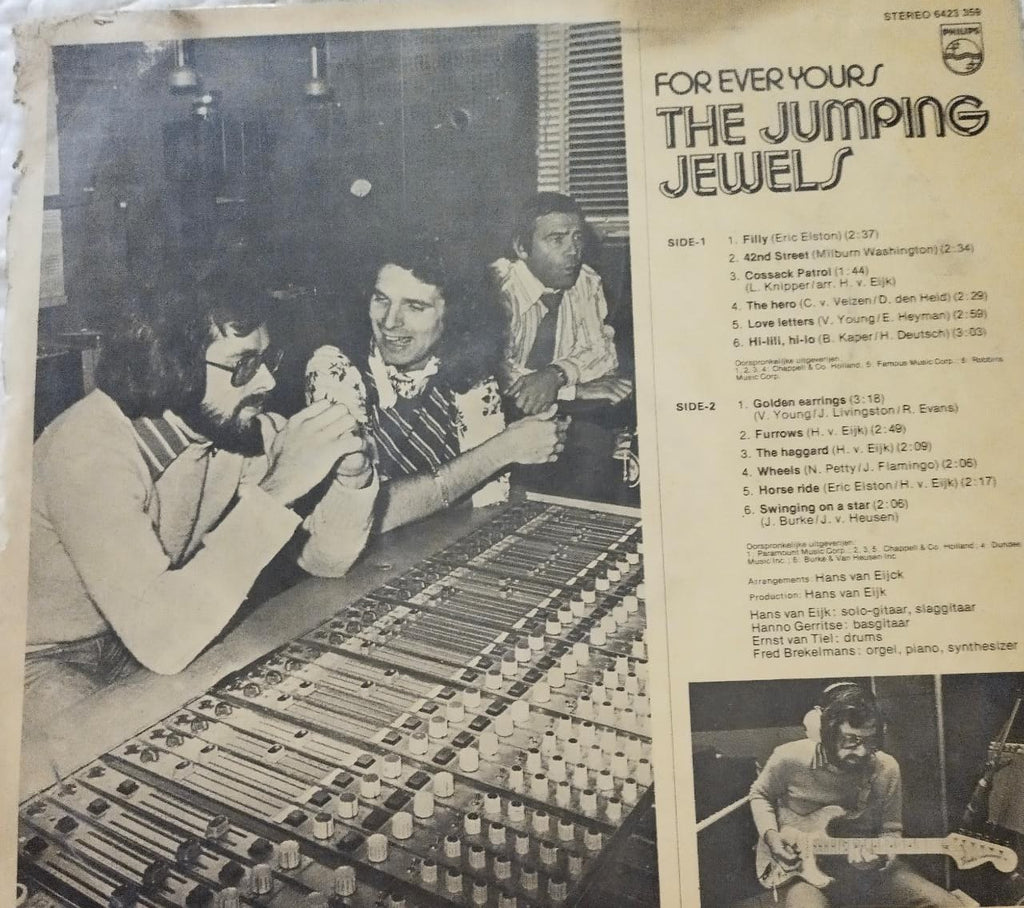 STEREO 6423 359
PHILIPS
FOR EVER YOURS
THE JUMPING
JEWELS
SIDE-1
1. Filly (Eric Elston) (2:37)
2. 42nd Street (Milburn Washington) (2:34)
3. Cossack Patrol (1:44)
(L. Knipper/arr. H. v. Eijk)
4. The hero (C. v. Velzen/D. den Heid) (2:29)
5. Love letters (V. Young/E. Heyman) (2:59)
6. Hi-lili, hi-lo (B. Kaper/H. Deutsch) (3:03)
Oorspronkelijke uitgeverijen:
1, 2, 3, 4: Chappell & Co. Holland; 5: Famous Music Corp.; 6: Robbins
Music Corp.
SIDE-2
1. Golden earrings (3:18)
(V. Young/J. Livingston/R. Evans)
2. Furrows (H. v. Eijk) (2:49)
3. The haggard (H. v. Eijk) (2:09)
4. Wheels (N. Petty/J. Flamingo) (2:06)
5. Horse ride (Eric Elston/H. v. Eijk) (2:17)
6. Swinging on a star (2:06)
(J. Burke/J. v. Heusen)
Oorspronkelijke uitgeverijen:
1: Paramount Music Corp.; 2, 3, 5: Chappell & Co. Holland; 4: Dundee
Music Inc.; 6: Burke & Van Heusen Inc.
Arrangements: Hans van Eijck
Production: Hans van Eijk
Hans van Eijk: solo-gitaar, slaggitaar
Hanno Gerritse: basgitaar
Ernst van Tiel: drums
Fred Brekelmans: orgel, piano, synthesizer